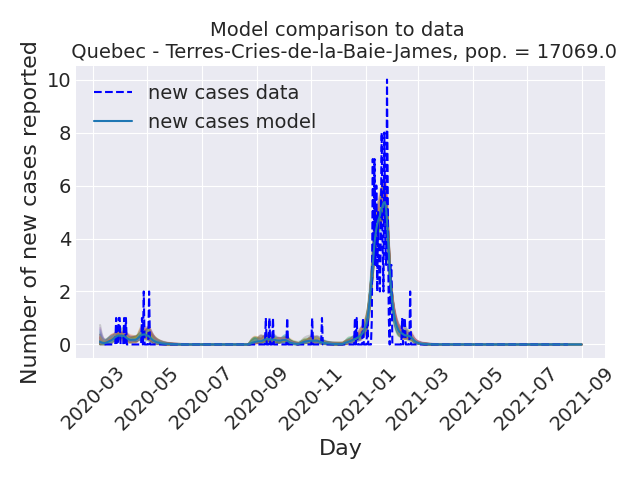 Model comparison to data
Quebec - Terres-Cries-de-la-Baie-James, pop. = 17069.0
Number of new cases reported
10
8
6
4
2
0
new cases data
new cases model
2020-03
2020-05
2020-07
2020-09
2020-11
2021-01
2021-03
2021-05
2021-07
2021-09
Day